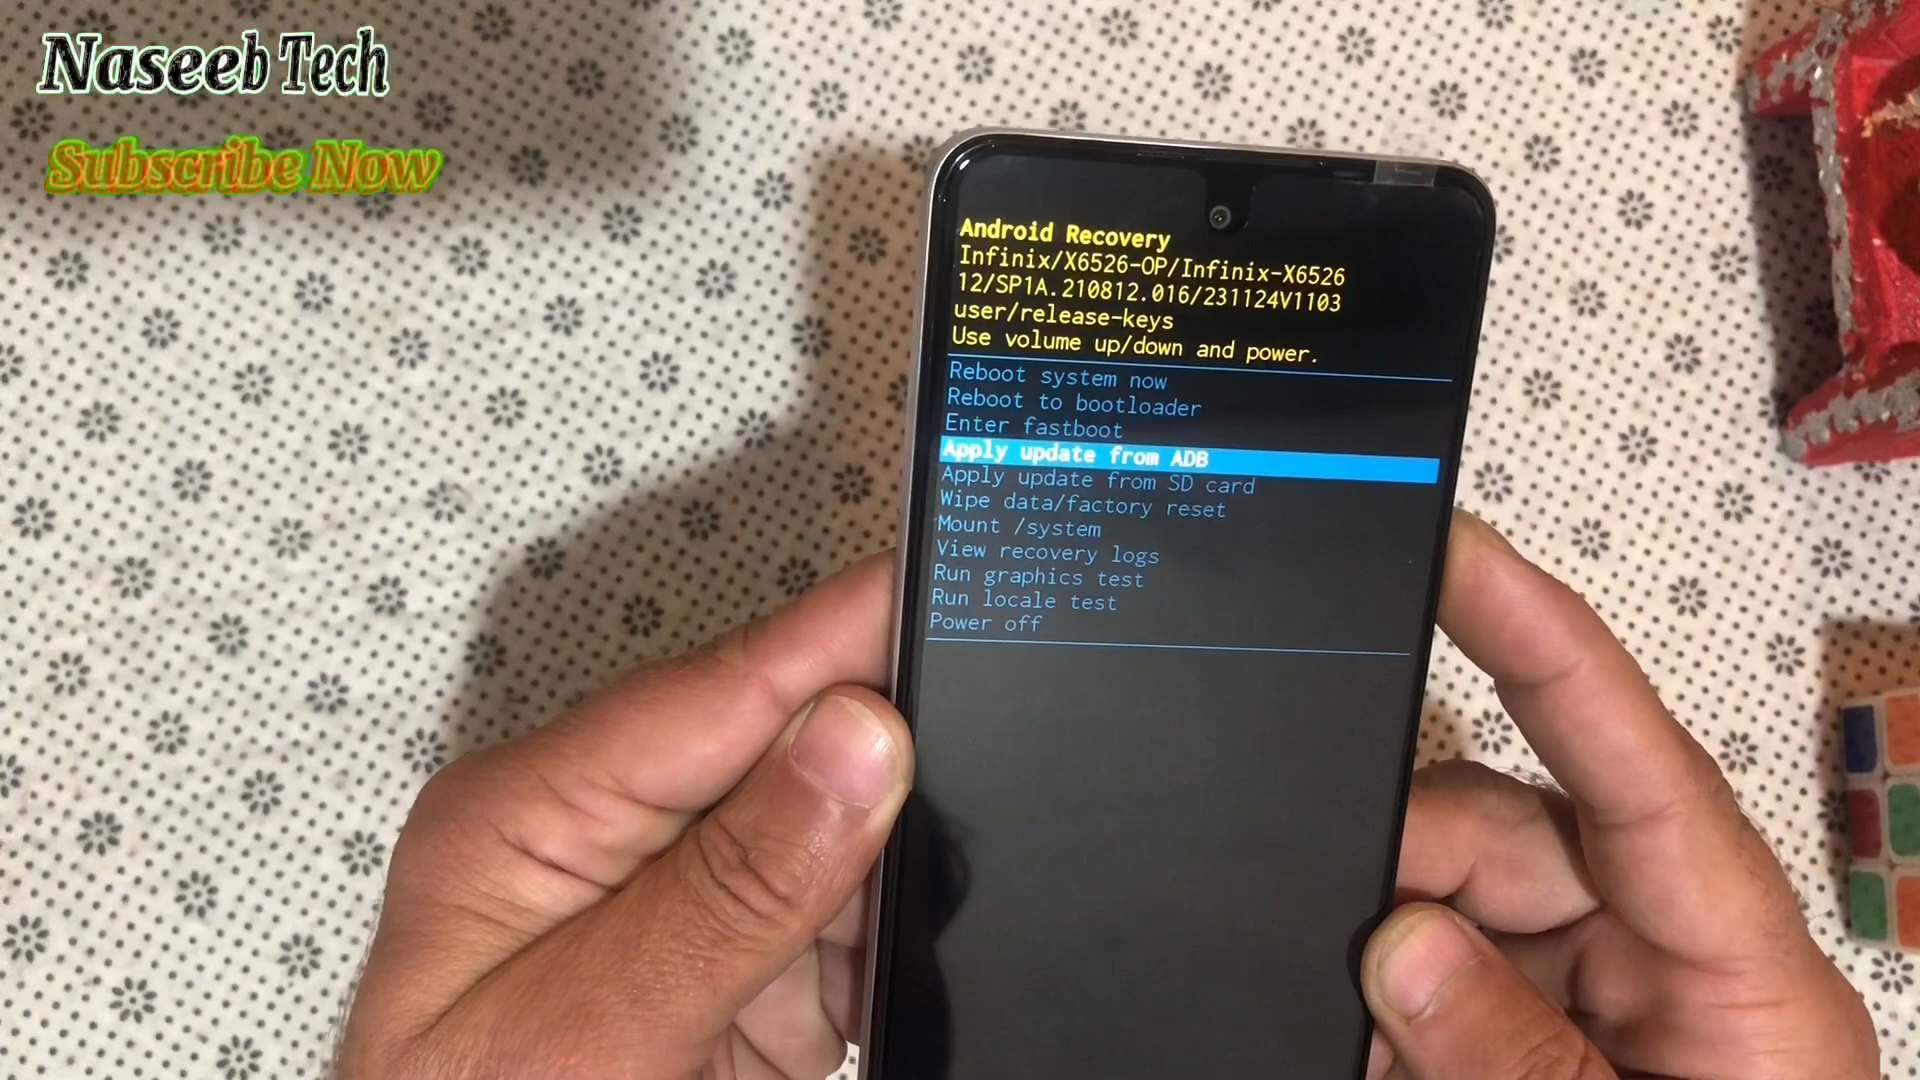 Naseeb Tech
Subscribe Now
Android Recovery
Infinix/X6526-OP/Infinix-X6526
12/SP1A.210812.016/231124V1103
user/release-keys
Use volume up/down and power.
Reboot system now
Reboot to bootloader
Enter fastboot
Apply update from ADB
Apply update from SD card
Wipe data/factory reset
Mount /system
View recovery logs
Run graphics test
Run locale test
Power off